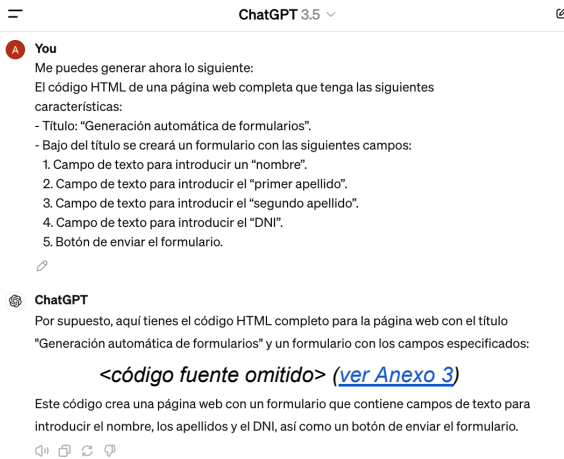 ChatGPT 3.5
A
You
Me puedes generar ahora lo siguiente:
El código HTML de una página web completa que tenga las siguientes
características:
- Título: “Generación automática de formularios”.
- Bajo del título se creará un formulario con las siguientes campos:
1. Campo de texto para introducir un “nombre”.
2. Campo de texto para introducir el “primer apellido”.
3. Campo de texto para introducir el “segundo apellido”.
4. Campo de texto para introducir el “DNI”.
5. Botón de enviar el formulario.
ChatGPT
Por supuesto, aquí tienes el código HTML completo para la página web con el título
"Generación automática de formularios" y un formulario con los campos especificados:
<código fuente omitido> (ver Anexo 3)
Este código crea una página web con un formulario que contiene campos de texto para
introducir el nombre, los apellidos y el DNI, así como un botón de enviar el formulario.